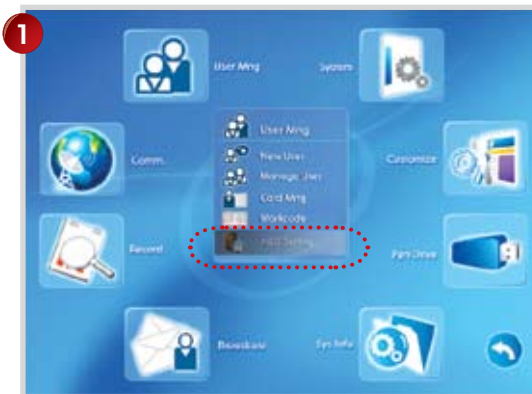 1
User Mng
System
User Mng
New User
Manage User
Card Mng
Workcode
Comm.
Customize
Record
Pen Drive
Broadcast
Sys Info